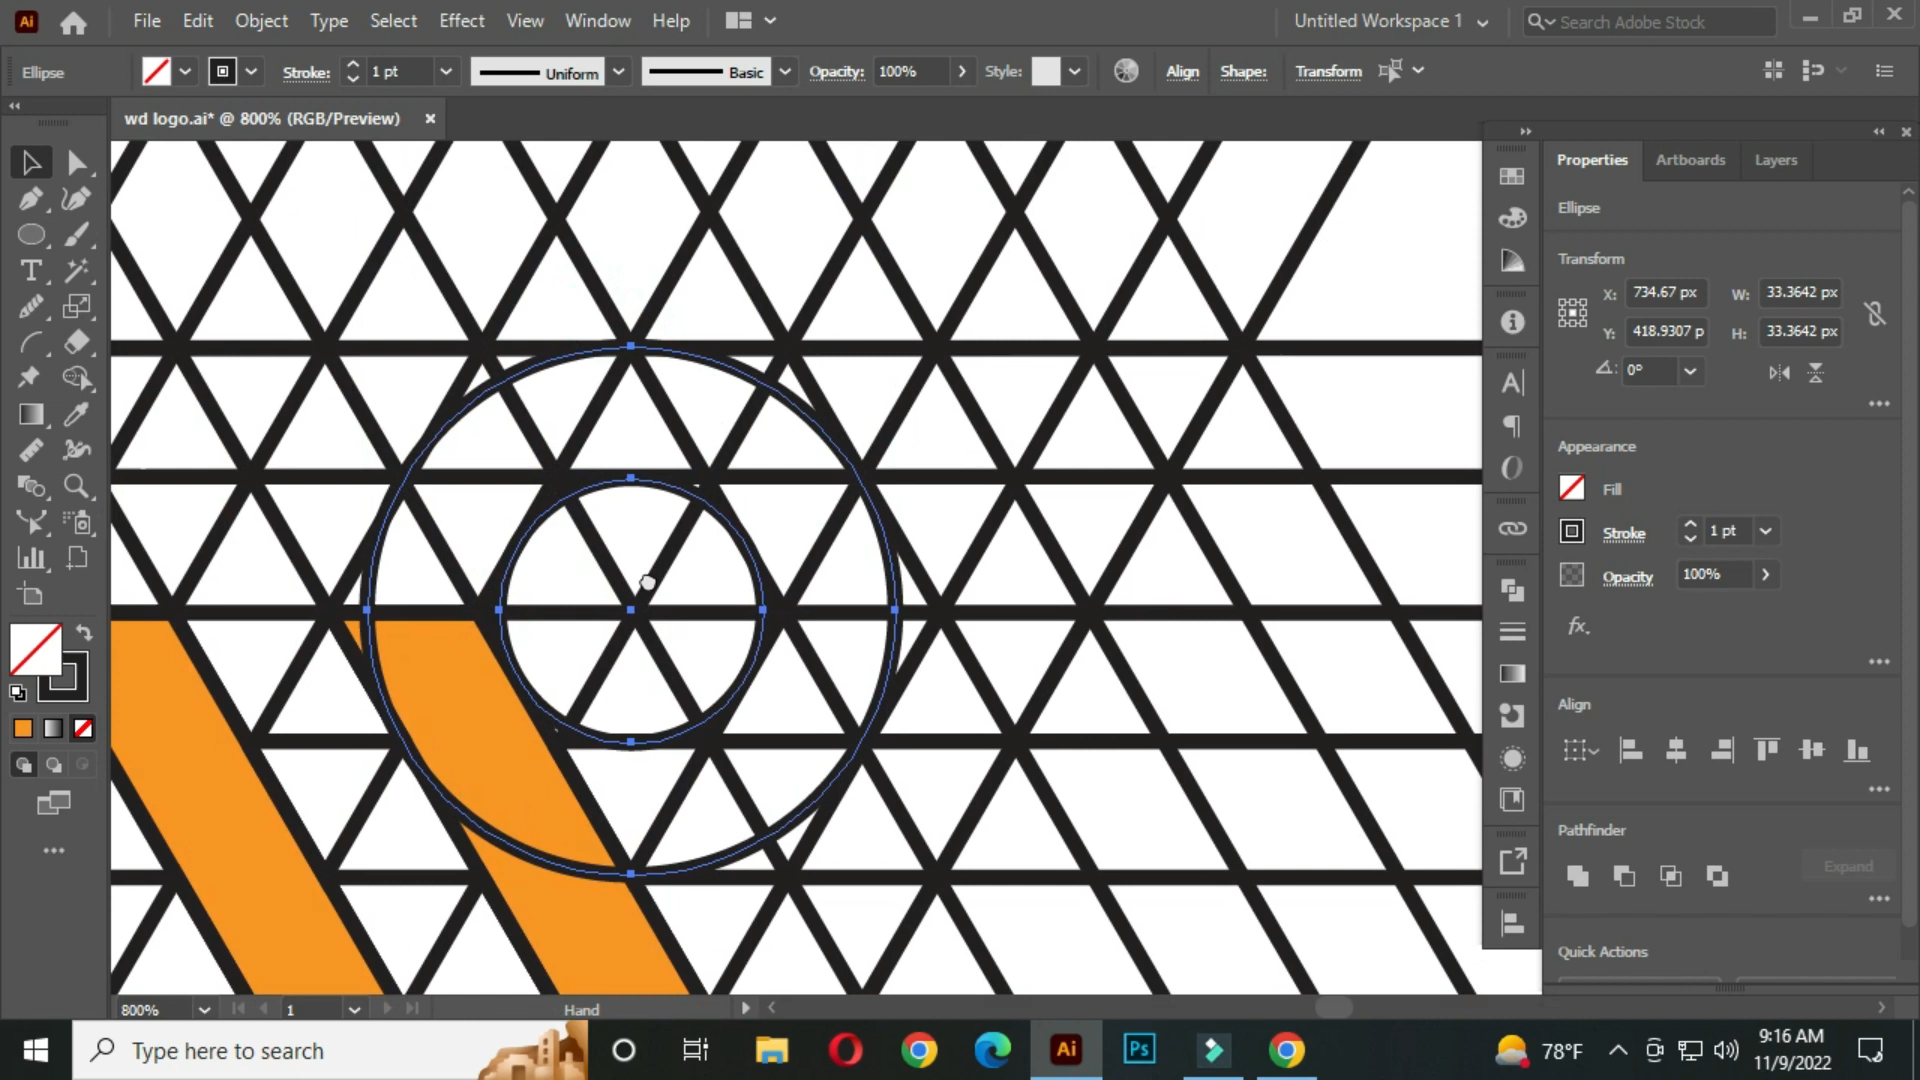 Ai File Edit Object Type Select Effect View Window Help Untitled Workspace 1 Search Adobe Stock
Ellipse Stroke: 1 pt Uniform Basic Opacity: 100% Style: Align Shape: Transform
wd logo.ai* @ 800% (RGB/Preview)
Properties Artboards Layers
Ellipse
Transform
X: 734.67 px W: 33.3642 px
Y: 418.9307 p H: 33.3642 px
0°
Appearance
Fill
Stroke 1 pt
Opacity 100%
fx.
Align
Pathfinder
Expand
Quick Actions
800% 1 Hand
Type here to search Ai Ps 78°F 9:16 AM
11/9/2022